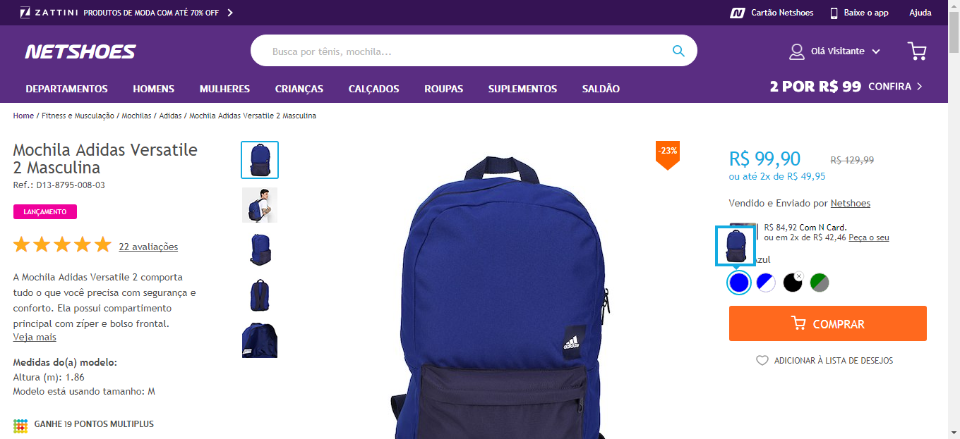 ZATTINI PRODUTOS DE MODA COM ATÉ 70% OFF
Cartão Netshoes
Baixe o app
Ajuda
NETSHOES
Busca por tênis, mochila...
Olá Visitante
DEPARTAMENTOS HOMENS MULHERES CRIANÇAS CALÇADOS ROUPAS SUPLEMENTOS SALDÃO
2 POR R$ 99 CONFIRA
Home / Fitness e Musculação / Mochilas / Adidas / Mochila Adidas Versatile 2 Masculina
Mochila Adidas Versatile
2 Masculina
Ref.: D13-8795-008-03
LANÇAMENTO
22 avaliações
A Mochila Adidas Versatile 2 comporta
tudo o que você precisa com segurança e
conforto. Ela possui compartimento
principal com zíper e bolso frontal.
Veja mais
Medidas do(a) modelo:
Altura (m): 1.86
Modelo está usando tamanho: M
GANHE 19 PONTOS MULTIPLUS
-23%
adidas
R$ 99,90 R$ 129,99
ou até 2x de R$ 49,95
Vendido e Enviado por Netshoes
R$ 84,92 Com N Card.
ou em 2x de R$ 42,46 Peça o seu
Azul
COMPRAR
ADICIONAR À LISTA DE DESEJOS